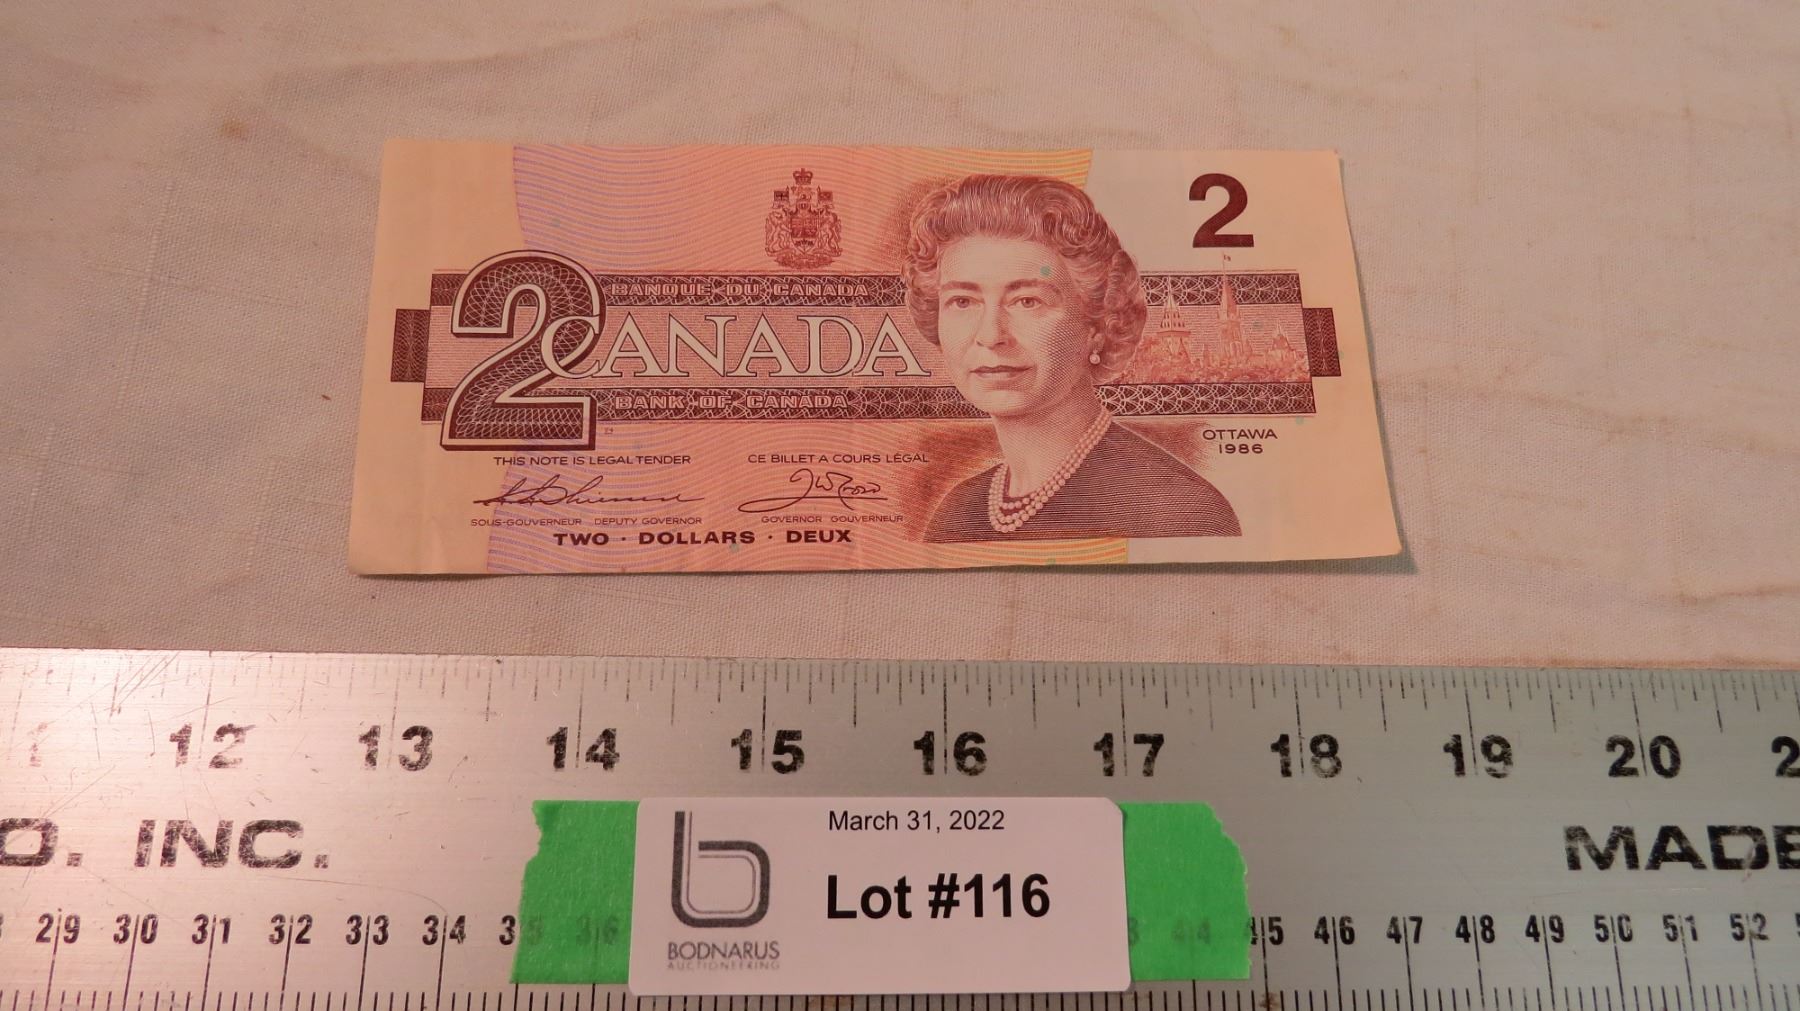 2
BANQUE DU CANADA
2 CANADA
BANK OF CANADA
OTTAWA
1986
THIS NOTE IS LEGAL TENDER CE BILLET A COURS LÉGAL
SOUS-GOUVERNEUR DEPUTY GOVERNOR GOVERNOR GOUVERNEUR
TWO · DOLLARS · DEUX
12 13 14 15 16 17 18 19 20
O. INC. MADE
March 31, 2022
Lot #116
BODNARUS
AUCTIONEERING
29 30 31 32 33 34 35 36 44 45 46 47 48 49 50 51 52